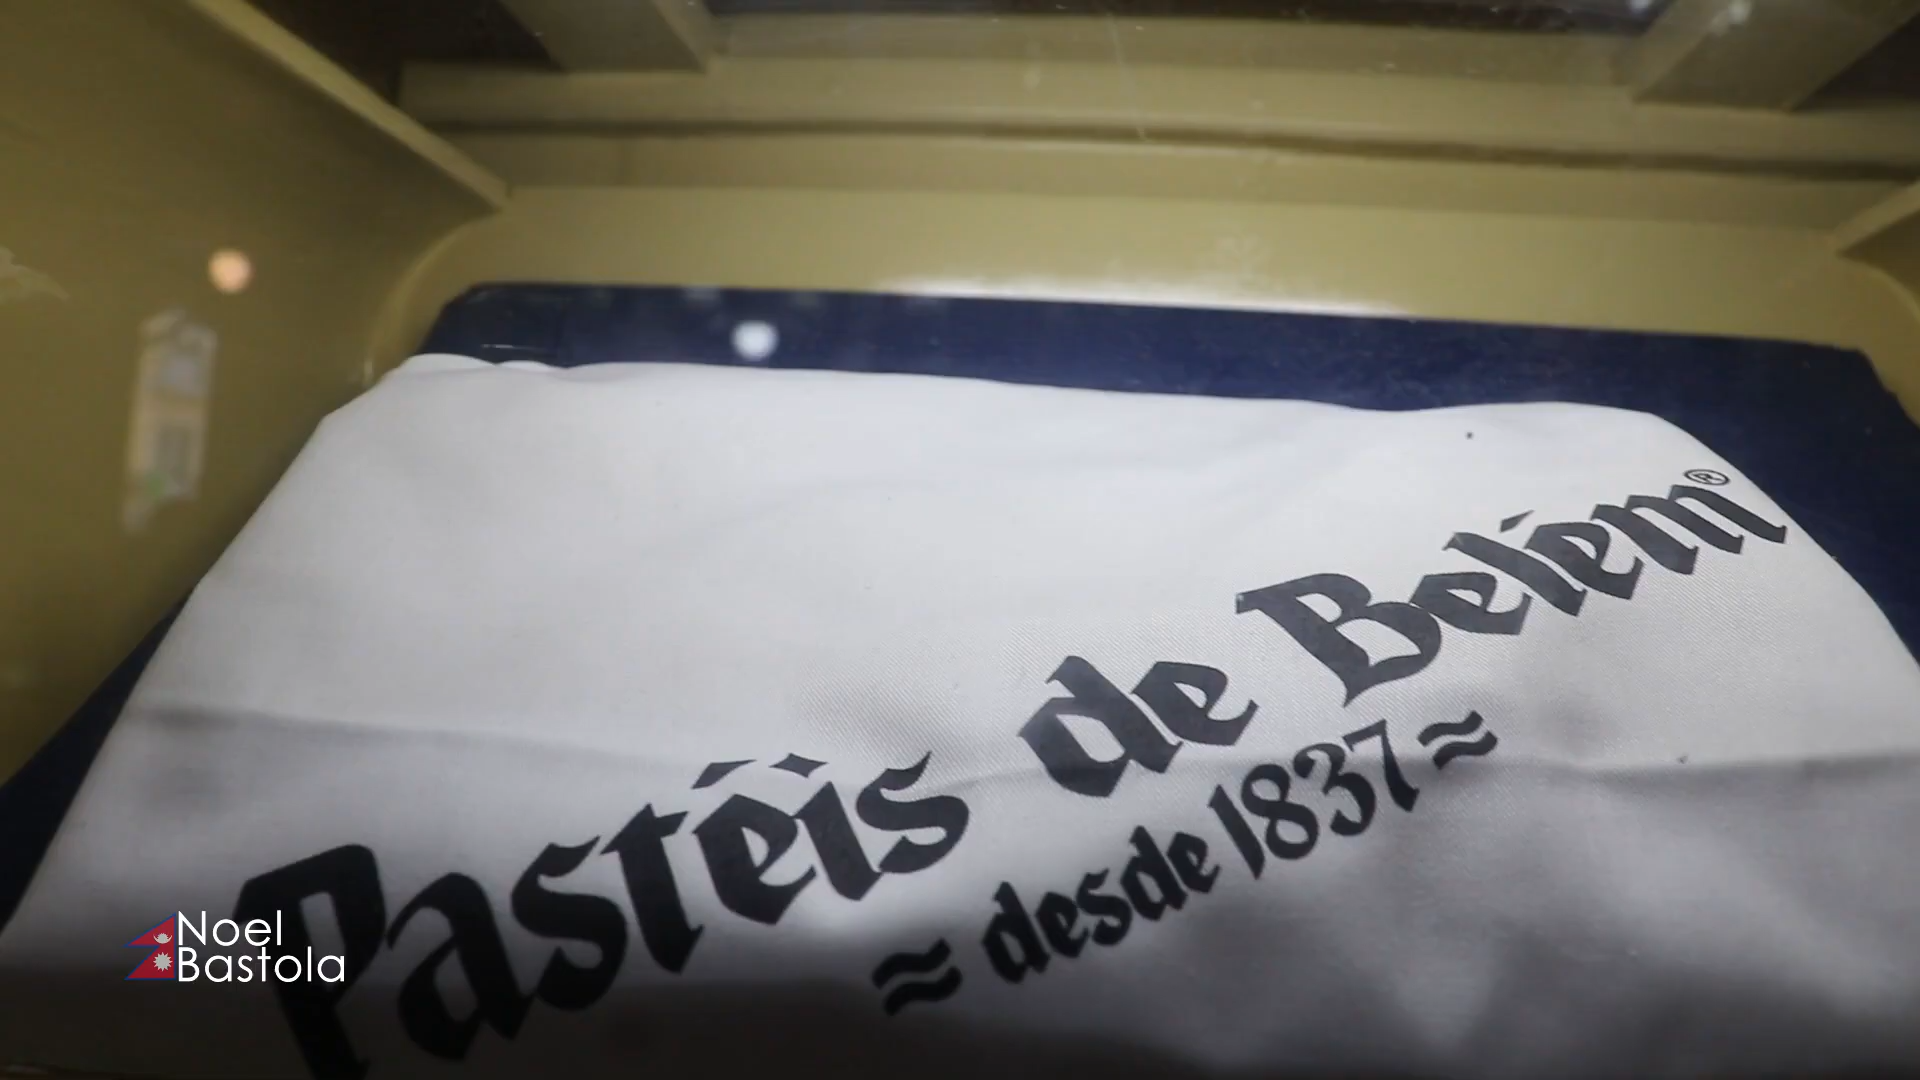 Pastéis de Belém®
≈ desde 1837 ≈
Noel
Bastola